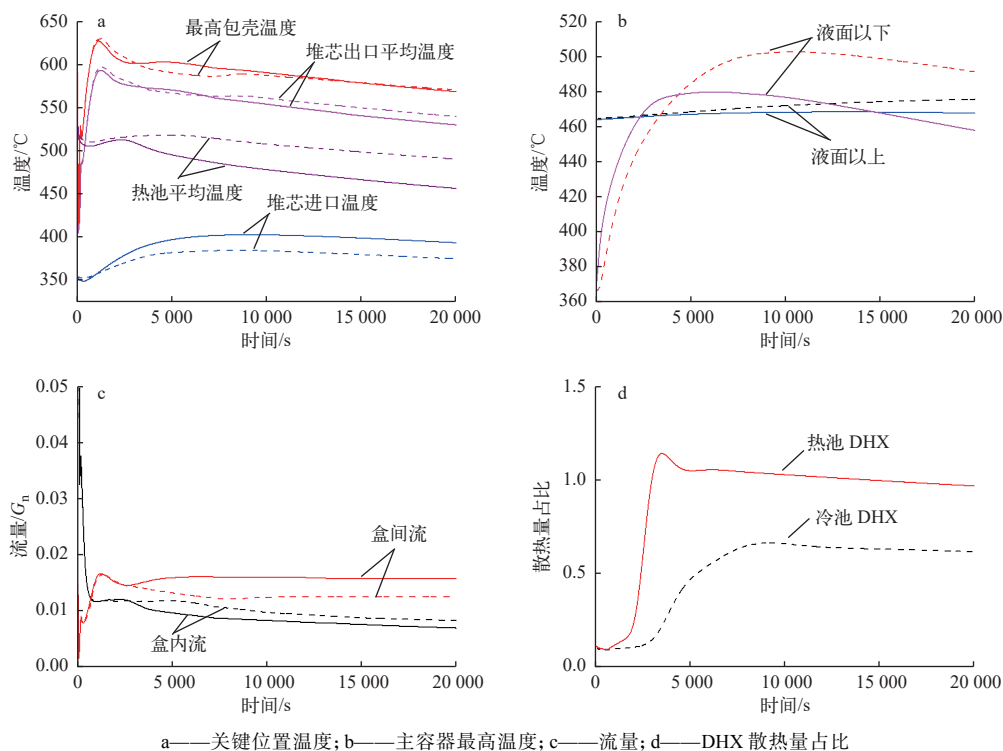 a
650
600
550
500
450
400
350
温度/℃
最高包壳温度
堆芯出口平均温度
热池平均温度
堆芯进口温度
0
5 000
10 000
15 000
20 000
时间/s
b
520
500
480
460
440
420
400
380
360
温度/℃
液面以下
液面以上
0
5 000
10 000
15 000
20 000
时间/s
c
0.05
0.04
0.03
0.02
0.01
0.00
流量/Gn
盒间流
盒内流
0
5 000
10 000
15 000
20 000
时间/s
d
1.5
1.0
0.5
0.0
散热量占比
热池 DHX
冷池 DHX
0
5 000
10 000
15 000
20 000
时间/s
a——关键位置温度; b——主容器最高温度; c——流量; d——DHX 散热量占比